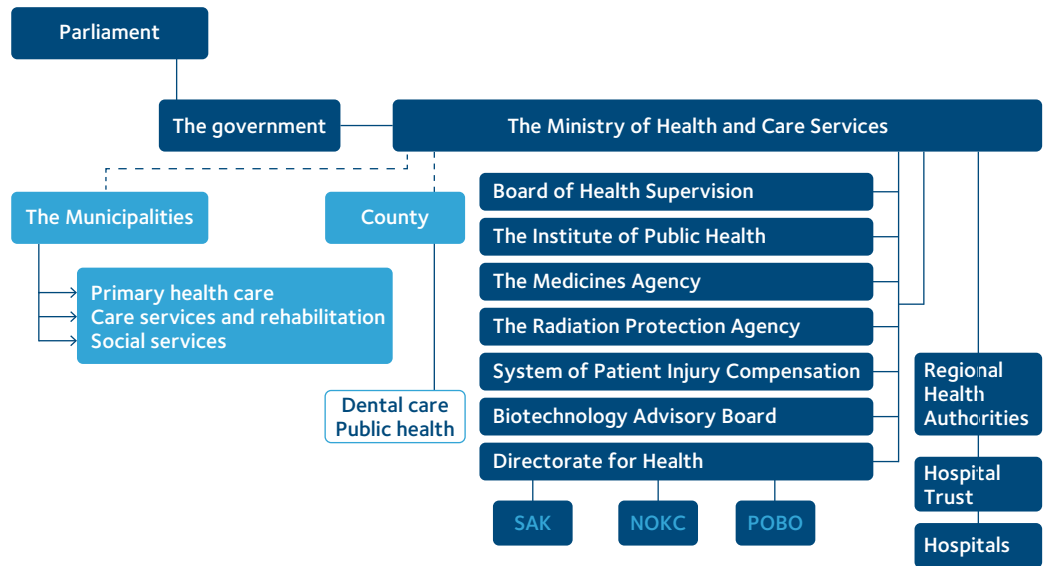 Parliament
The government
The Ministry of Health and Care Services
The Municipalities
County
Primary health care
Care services and rehabilitation
Social services
Dental care
Public health
Board of Health Supervision
The Institute of Public Health
The Medicines Agency
The Radiation Protection Agency
System of Patient Injury Compensation
Biotechnology Advisory Board
Directorate for Health
SAK
NOKC
POBO
Regional
Health
Authorities
Hospital
Trust
Hospitals